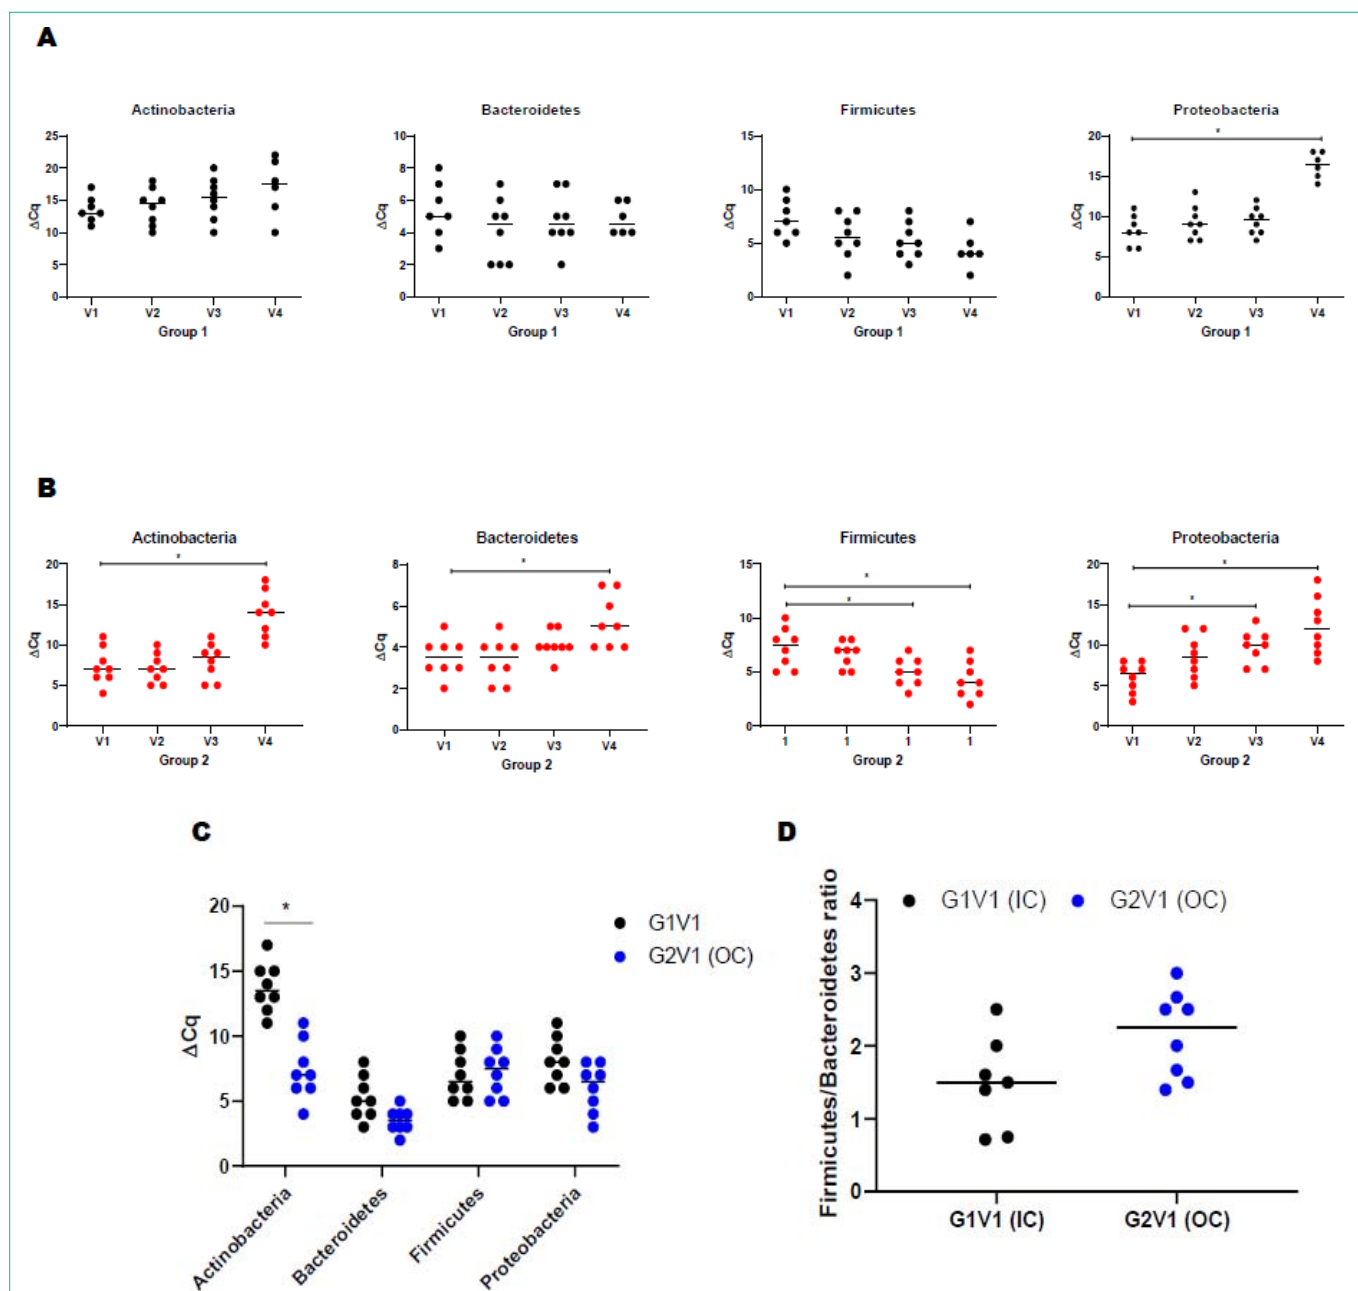 A
Actinobacteria
Bacteroidetes
Firmicutes
Proteobacteria
25
20
15
10
5
0
ΔCq
V1 V2 V3 V4
Group 1
10
8
6
4
2
0
ΔCq
V1 V2 V3 V4
Group 1
15
10
5
0
ΔCq
V1 V2 V3 V4
Group 1
20
15
10
5
0
ΔCq
*
V1 V2 V3 V4
Group 1
B
Actinobacteria
Bacteroidetes
Firmicutes
Proteobacteria
20
15
10
5
0
ΔCq
*
V1 V2 V3 V4
Group 2
8
6
4
2
0
ΔCq
*
V1 V2 V3 V4
Group 2
15
10
5
0
ΔCq
*
*
1 1 1 1
Group 2
20
15
10
5
0
ΔCq
*
*
V1 V2 V3 V4
Group 2
C
20
15
10
5
0
ΔCq
*
G1V1
G2V1 (OC)
Actinobacteria
Bacteroidetes
Firmicutes
Proteobacteria
D
Firmicutes/Bacteroidetes ratio
4
3
2
1
0
G1V1 (IC) G2V1 (OC)
G1V1 (IC) G2V1 (OC)